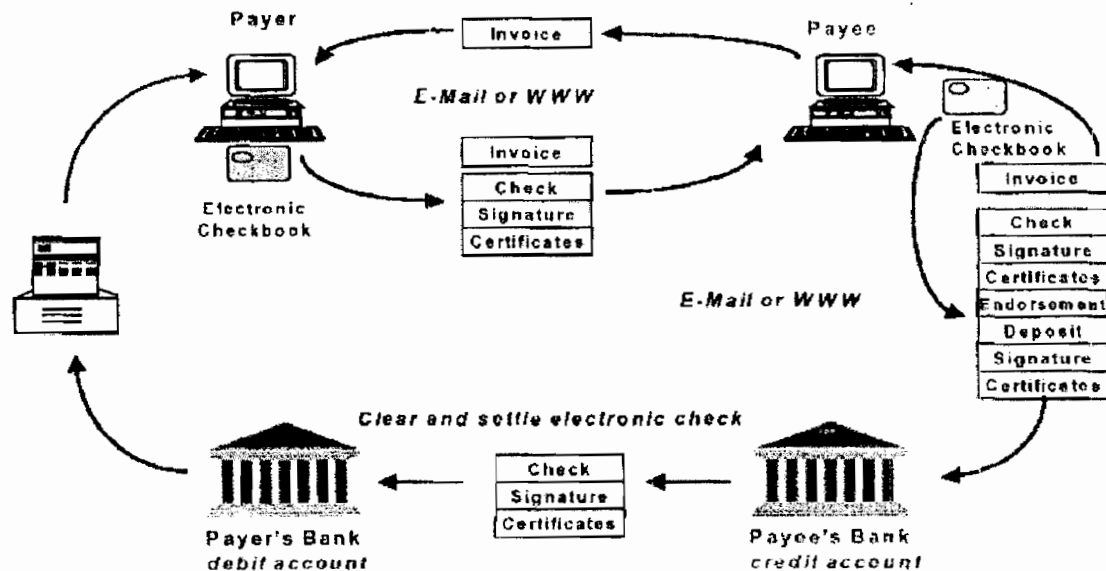 Payer
Invoice
Payee
E-Mail or WWW
Electronic
Checkbook
Invoice
Check
Signature
Certificates
Electronic
Checkbook
Invoice
Check
Signature
Certificates
Endorsement
Deposit
Signature
Certificates
E-Mail or WWW
Clear and settle electronic check
Check
Signature
Certificates
Payer's Bank
debit account
Payee's Bank
credit account